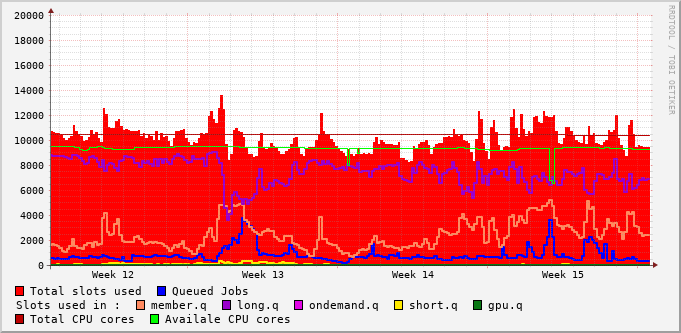 RRDTOOL / TOBI OETIKER
20000
18000
16000
14000
12000
10000
8000
6000
4000
2000
0
Week 12 Week 13 Week 14 Week 15
Total slots used Queued Jobs
Slots used in : member.q long.q ondemand.q short.q gpu.q
Total CPU cores Availale CPU cores